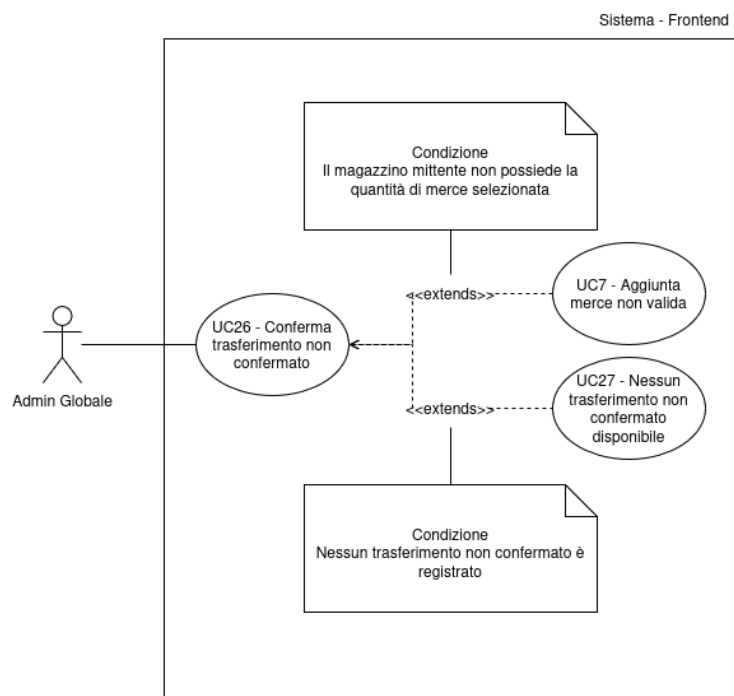 Sistema - Frontend
Condizione
Il magazzino mittente non possiede la
quantità di merce selezionata
<<extends>>
UC7 - Aggiunta
merce non valida
UC26 - Conferma
trasferimento non
confermato
Admin Globale
<<extends>>
UC27 - Nessun
trasferimento non
confermato
disponibile
Condizione
Nessun trasferimento non confermato è
registrato